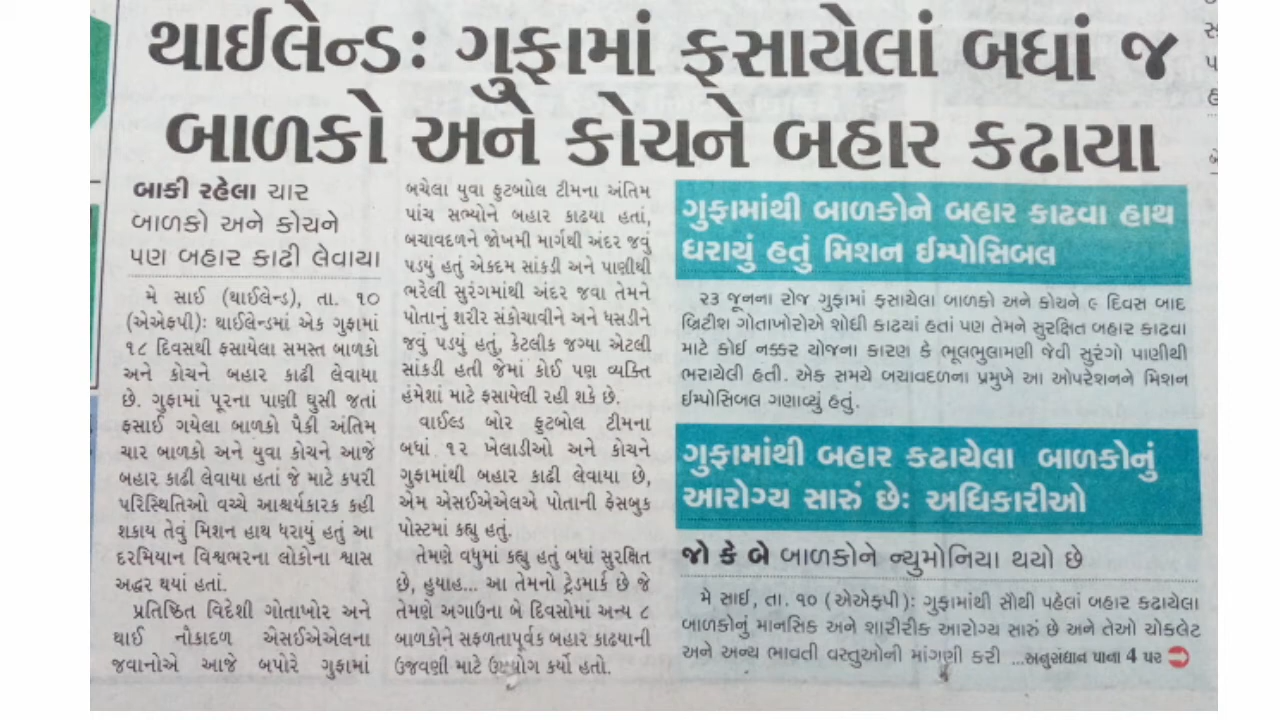 થાઈલેન્ડ: ગુફામાં ફસાયેલાં બધાં જ
બાળકો અને કોચને બહાર કઢાયા
બાકી રહેલા ચાર
બાળકો અને કોચને
પણ બહાર કાઢી લેવાયા
મે સાઈ (થાઈલેન્ડ), તા. ૧૦
(એએફપી): થાઈલેન્ડમાં એક ગુફામાં
૧૮ દિવસથી ફસાયેલા સમસ્ત બાળકો
અને કોચને બહાર કાઢી લેવાયા
છે. ગુફામાં પૂરના પાણી ઘુસી જતાં
ફસાઈ ગયેલા બાળકો પૈકી અંતિમ
ચાર બાળકો અને યુવા કોચને આજે
બહાર કાઢી લેવાયા હતાં જે માટે કપરી
પરિસ્થિતિઓ વચ્ચે આશ્ચર્યકારક કહી
શકાય તેવું મિશન હાથ ધરાયું હતું આ
દરમિયાન વિશ્વભરના લોકોના શ્વાસ
અદ્ધર થયાં હતાં.
પ્રતિષ્ઠિત વિદેશી ગોતાખોર અને
થાઈ નૌકાદળ એસઈએએલના
જવાનોએ આજે બપોરે ગુફામાં
બચેલા યુવા ફુટબાોલ ટીમના અંતિમ
પાંચ સભ્યોને બહાર કાઢયા હતાં,
બચાવદળને જોખમી માર્ગથી અંદર જવું
પડયું હતું એકદમ સાંકડી અને પાણીથી
ભરેલી સુરંગમાંથી અંદર જવા તેમને
પોતાનું શરીર સંકોચાવીને અને ધસડીને
જવું પડયું હતું, કેટલીક જગ્યા એટલી
સાંકડી હતી જેમાં કોઈ પણ વ્યક્તિ
હંમેશાં માટે ફસાયેલી રહી શકે છે.
વાઈલ્ડ બોર ફુટબોલ ટીમના
બધાં ૧૨ ખેલાડીઓ અને કોચને
ગુફામાંથી બહાર કાઢી લેવાયા છે,
એમ એસઈએએલએ પોતાની ફેસબુક
પોસ્ટમાં કહ્યુ હતું.
તેમણે વધુમાં કહ્યુ હતું બધાં સુરક્ષિત
છે, હુયાહ... આ તેમનો ટ્રેડમાર્ક છે જે
તેમણે અગાઉના બે દિવસોમાં અન્ય ૮
બાળકોને સફળતાપૂર્વક બહાર કાઢયાની
ઉજવણી માટે ઉપયોગ કર્યો હતો.
ગુફામાંથી બાળકોને બહાર કાઢવા હાથ
ધરાયું હતું મિશન ઈમ્પોસિબલ
૨૩ જૂનના રોજ ગુફામાં ફસાયેલા બાળકો અને કોચને ૯ દિવસ બાદ
બ્રિટીશ ગોતાખોરોએ શોધી કાઢયાં હતાં પણ તેમને સુરક્ષિત બહાર કાઢવા
માટે કોઈ નક્કર યોજના કારણ કે ભૂલભુલામણી જેવી સુરંગો પાણીથી
ભરાયેલી હતી. એક સમયે બચાવદળના પ્રમુખે આ ઓપરેશનને મિશન
ઈમ્પોસિબલ ગણાવ્યું હતું.
ગુફામાંથી બહાર કઢાયેલા બાળકોનું
આરોગ્ય સારું છે: અધિકારીઓ
જો કે બે બાળકોને ન્યુમોનિયા થયો છે
મે સાઈ, તા. ૧૦ (એએફપી): ગુફામાંથી સૌથી પહેલાં બહાર કઢાયેલા
બાળકોનું માનસિક અને શારીરીક આરોગ્ય સારું છે અને તેઓ ચોકલેટ
અને અન્ય ભાવતી વસ્તુઓની માંગણી કરી ...અનુસંધાન પાના 4 પર